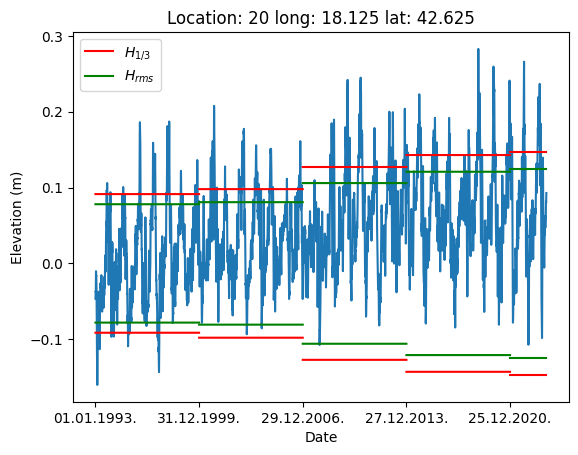 Location: 20 long: 18.125 lat: 42.625
H1/3
Hrms
Elevation (m)
0.3
0.2
0.1
0.0
−0.1
01.01.1993. 31.12.1999. 29.12.2006. 27.12.2013. 25.12.2020.
Date